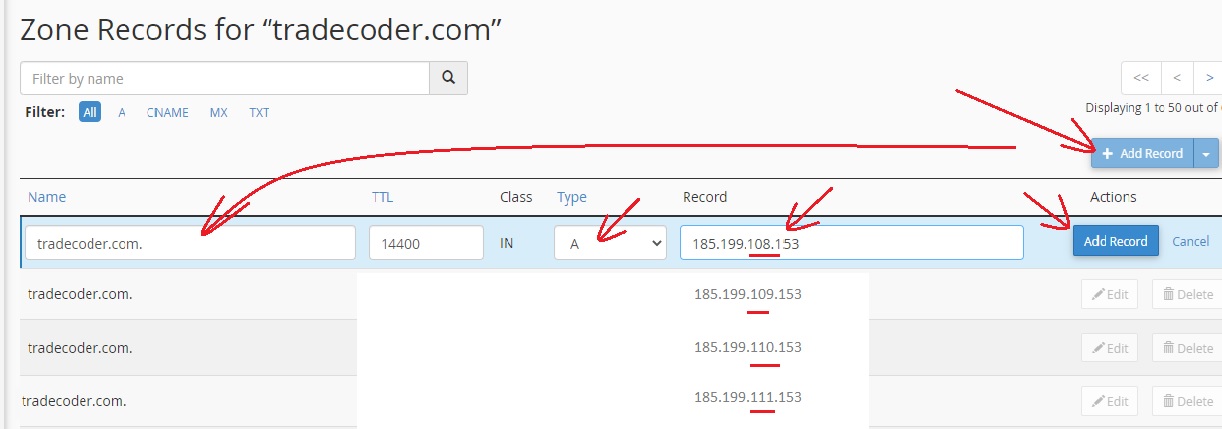 Zone Records for “tradecoder.com”
Filter by name
<< < >
Filter: All A CNAME MX TXT
Displaying 1 to 50 out of
+ Add Record
Name TTL Class Type Record Actions
tradecoder.com. 14400 IN A 185.199.108.153 Add Record Cancel
tradecoder.com. 185.199.109.153 Edit Delete
tradecoder.com. 185.199.110.153 Edit Delete
tradecoder.com. 185.199.111.153 Edit Delete